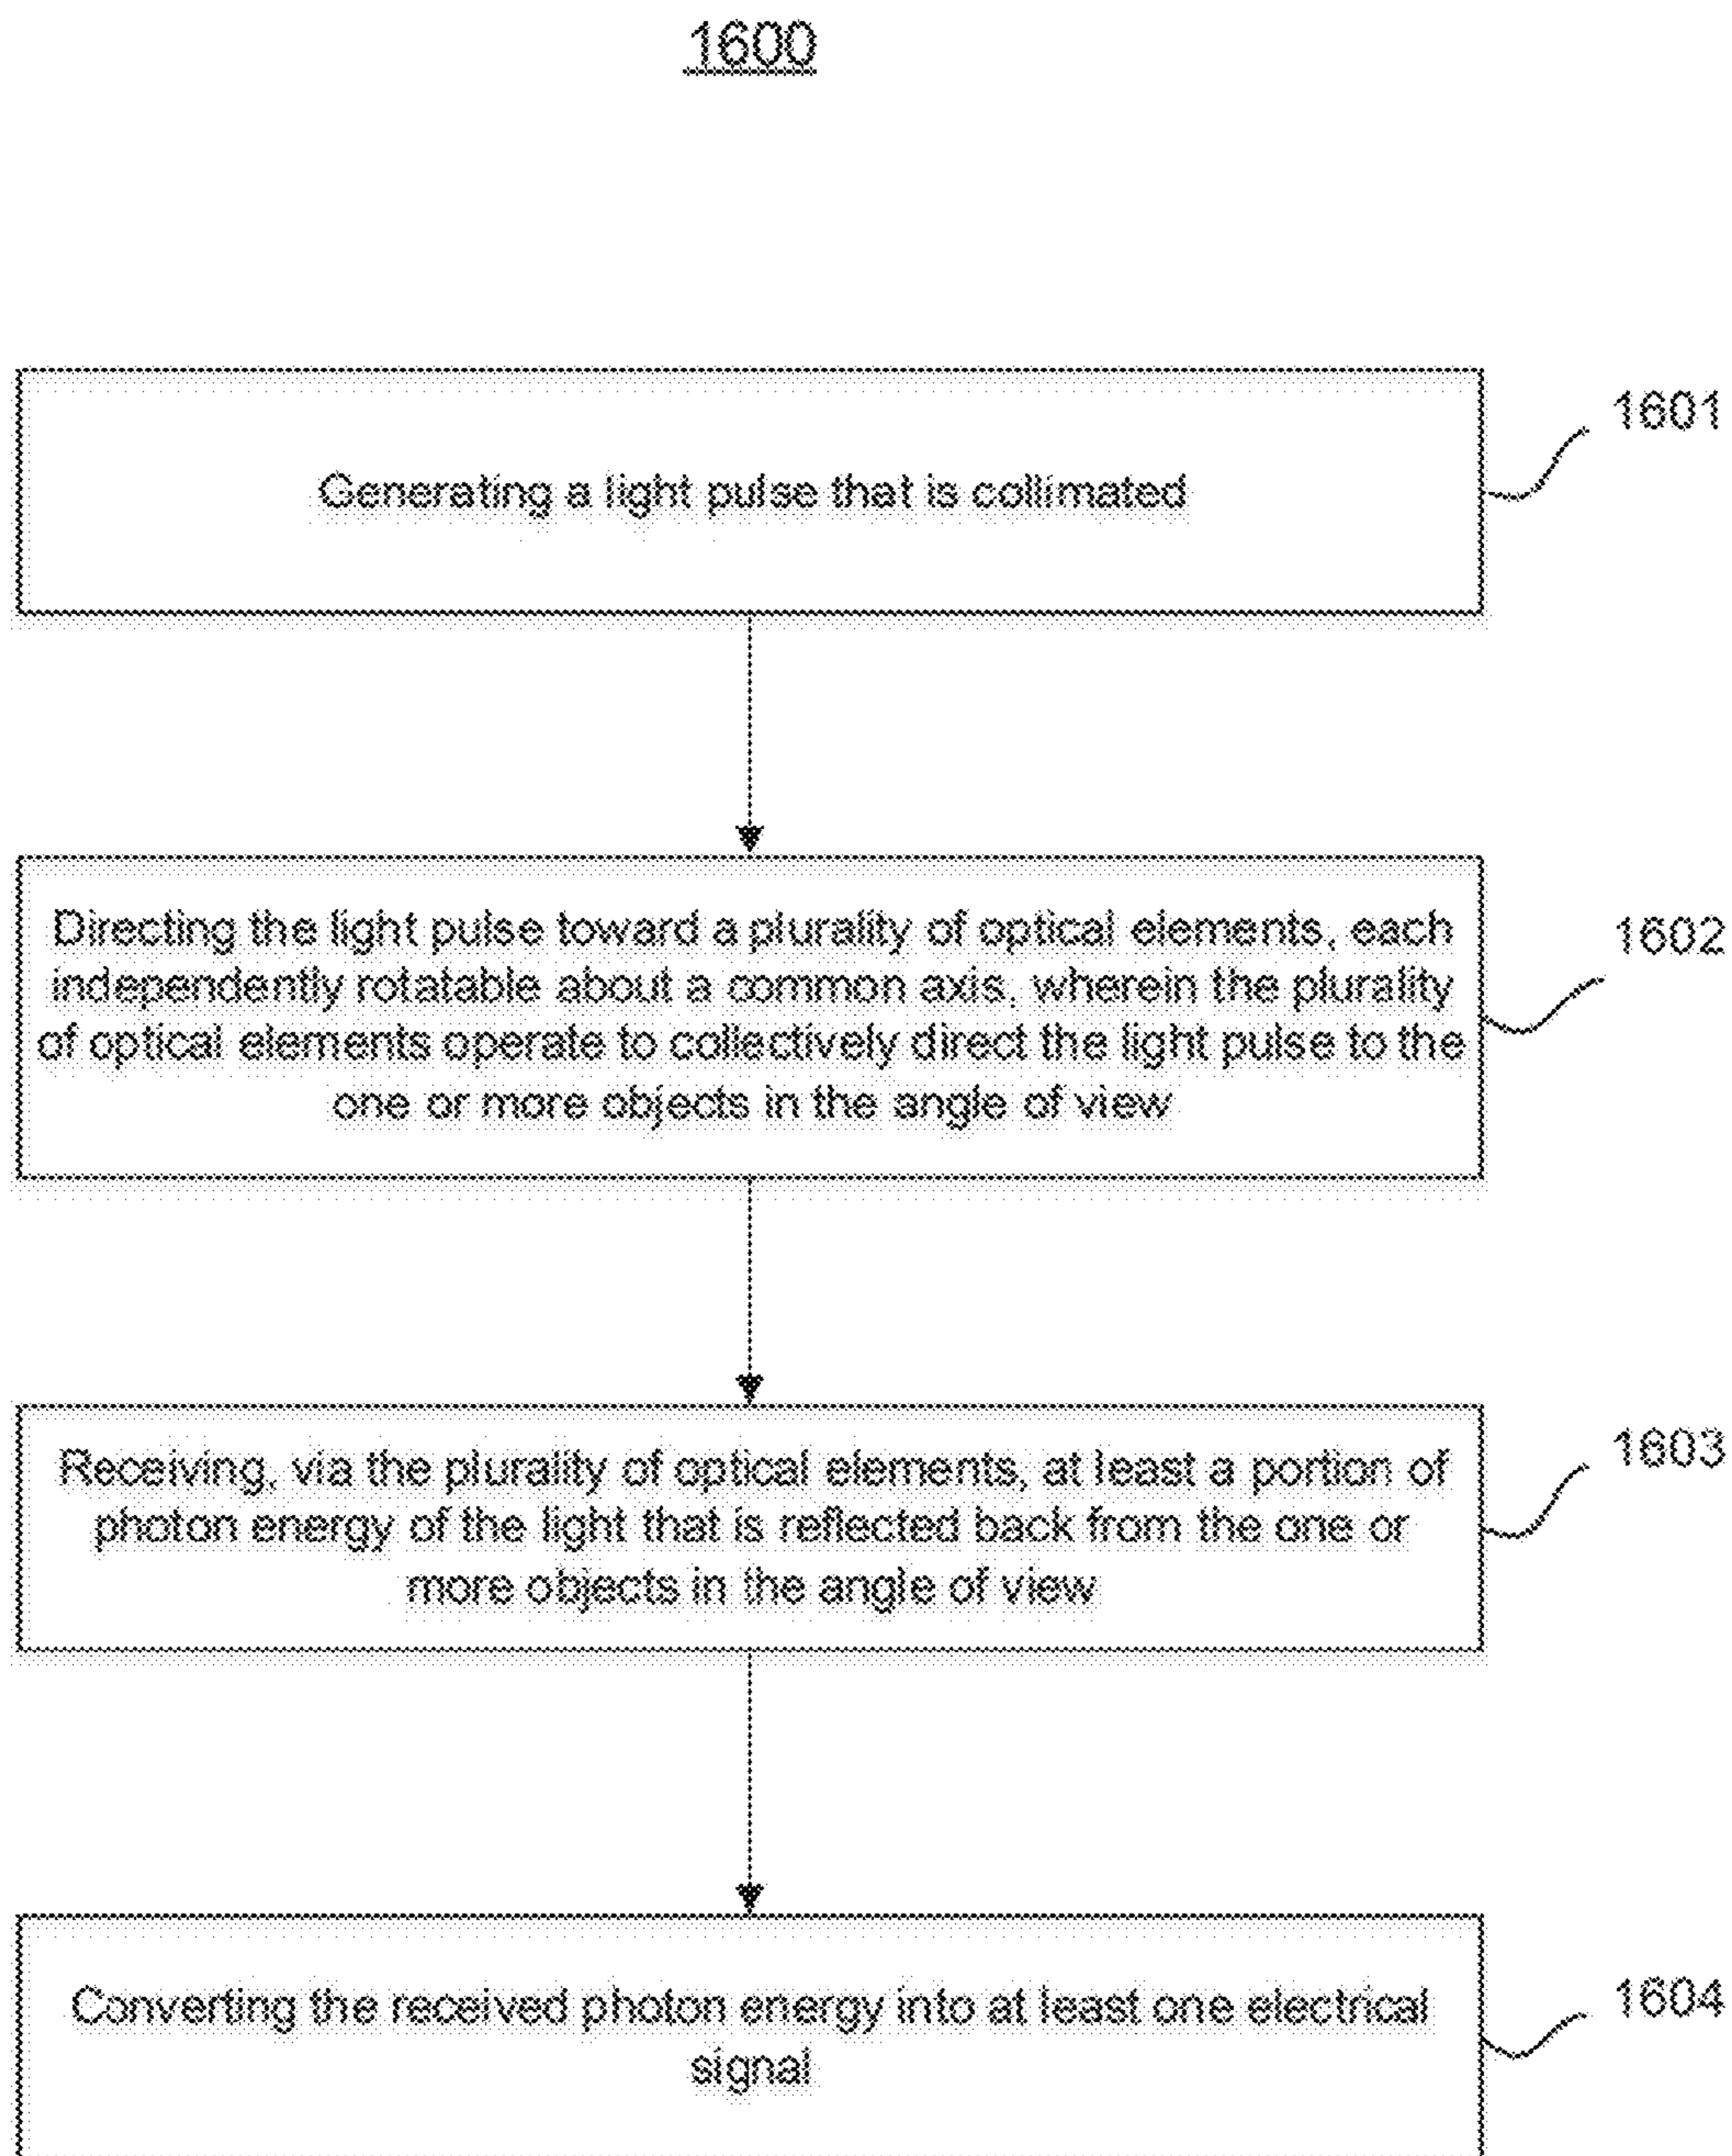 1600
Generating a light pulse that is collimated
1601
Directing the light pulse toward a plurality of optical elements, each
independently rotatable about a common axis, wherein the plurality
of optical elements operate to collectively direct the light pulse to the
one or more objects in the angle of view
1602
Receiving, via the plurality of optical elements, at least a portion of
photon energy of the light that is reflected back from the one or
more objects in the angle of view
1603
Converting the received photon energy into at least one electrical
signal
1604